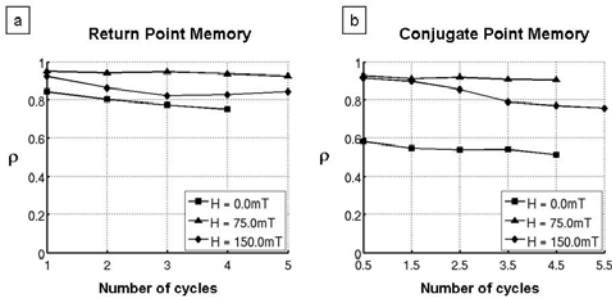 a
Return Point Memory
1
0.8
0.6
0.4
0.2
0
ρ
H = 0.0mT
H = 75.0mT
H = 150.0mT
1
2
3
4
5
Number of cycles
b
Conjugate Point Memory
1
0.8
0.6
0.4
0.2
0
ρ
H = 0.0mT
H = 75.0mT
H = 150.0mT
0.5
1.5
2.5
3.5
4.5
5.5
Number of cycles